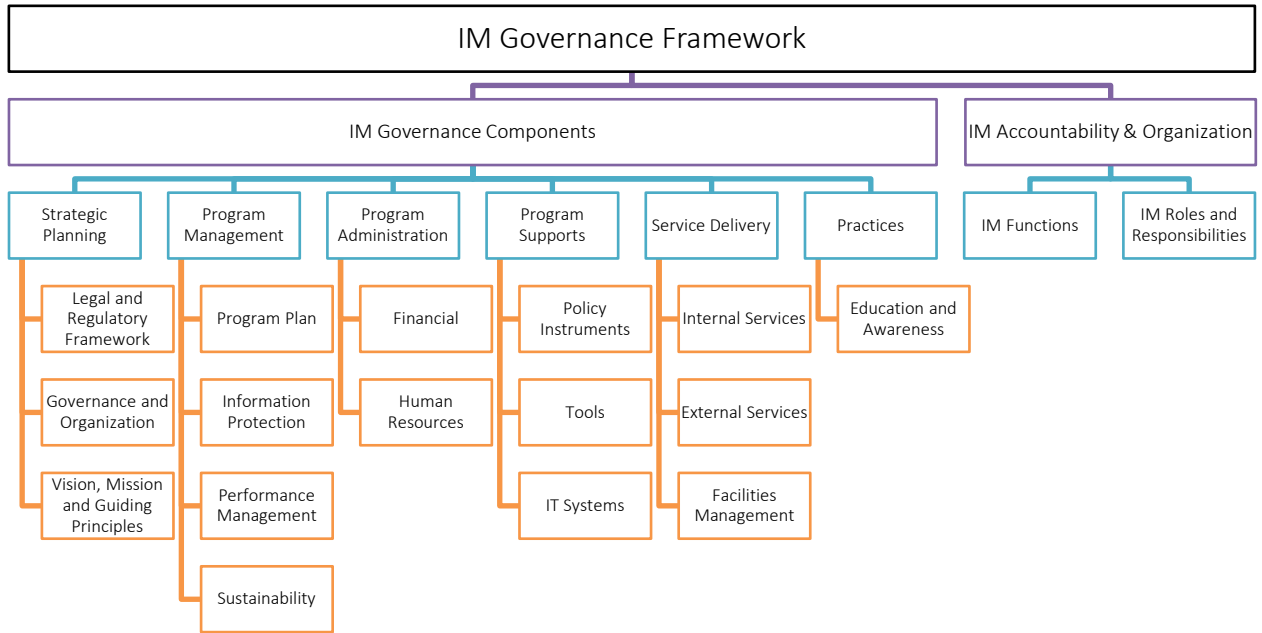 IM Governance Framework
IM Governance Components
IM Accountability & Organization
Strategic
Planning
Program
Management
Program
Administration
Program
Supports
Service Delivery
Practices
IM Functions
IM Roles and
Responsibilities
Legal and
Regulatory
Framework
Program Plan
Financial
Policy
Instruments
Internal Services
Education and
Awareness
Governance and
Organization
Information
Protection
Human
Resources
Tools
External Services
Vision, Mission
and Guiding
Principles
Performance
Management
IT Systems
Facilities
Management
Sustainability